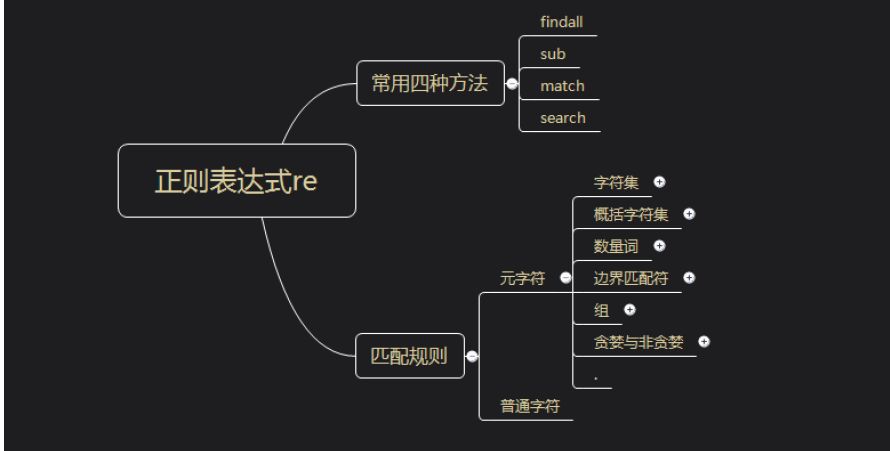 正则表达式re
常用四种方法
findall
sub
match
search
匹配规则
元字符
字符集
概括字符集
数量词
边界匹配符
组
贪婪与非贪婪
.
普通字符